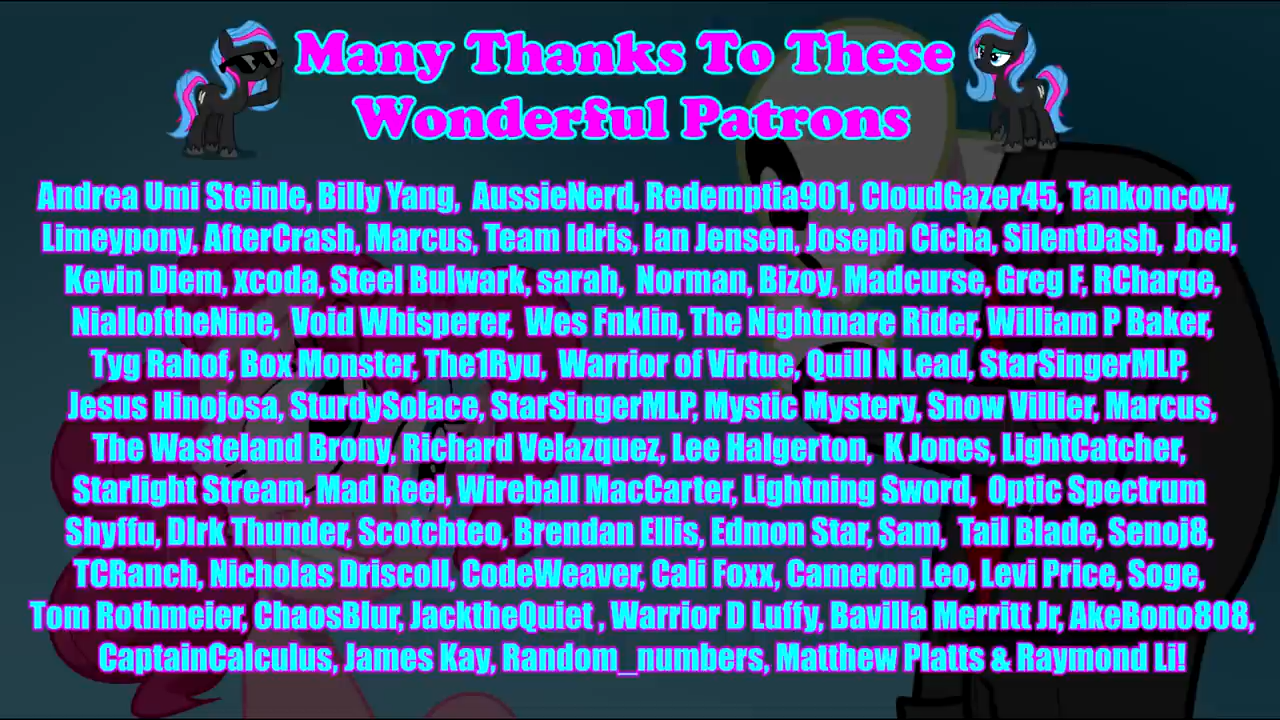 Many Thanks To These
Wonderful Patrons
Andrea Umi Steinle, Billy Yang, AussieNerd, Redemptia901, CloudGazer45, Tankoncow,
Limeypony, AfterCrash, Marcus, Team Idris, Ian Jensen, Joseph Cicha, SilentDash, Joel,
Kevin Diem, xcoda, Steel Bulwark, sarah, Norman, Bizoy, Madcurse, Greg F, RCharge,
NialloftheNine, Void Whisperer, Wes Fnklin, The Nightmare Rider, William P Baker,
Tyg Rahof, Box Monster, The1Ryu, Warrior of Virtue, Quill N Lead, StarSingerMLP,
Jesus Hinojosa, SturdySolace, StarSingerMLP, Mystic Mystery, Snow Villier, Marcus,
The Wasteland Brony, Richard Velazquez, Lee Halgerton, K Jones, LightCatcher,
Starlight Stream, Mad Reel, Wireball MacCarter, Lightning Sword, Optic Spectrum
Shyffu, DIrk Thunder, Scotchteo, Brendan Ellis, Edmon Star, Sam, Tail Blade, Senoj8,
TCRanch, Nicholas Driscoll, CodeWeaver, Cali Foxx, Cameron Leo, Levi Price, Soge,
Tom Rothmeier, ChaosBlur, JacktheQuiet , Warrior D Luffy, Bavilla Merritt Jr, AkeBono808,
CaptainCalculus, James Kay, Random_numbers, Matthew Platts & Raymond Li!